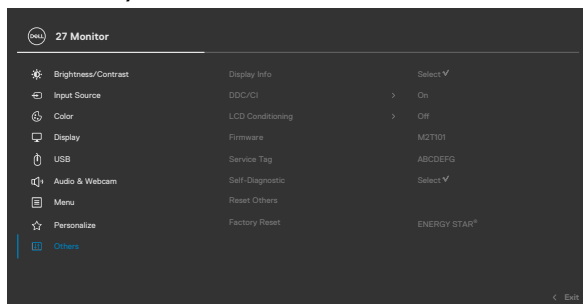 DELL 27 Monitor
Brightness/Contrast Display Info Select ✓
Input Source DDC/CI > On
Color LCD Conditioning > Off
Display Firmware M2T101
USB Service Tag ABCDEFG
Audio & Webcam Self-Diagnostic Select ✓
Menu Reset Others
Personalize Factory Reset ENERGY STAR®
Others
< Exit